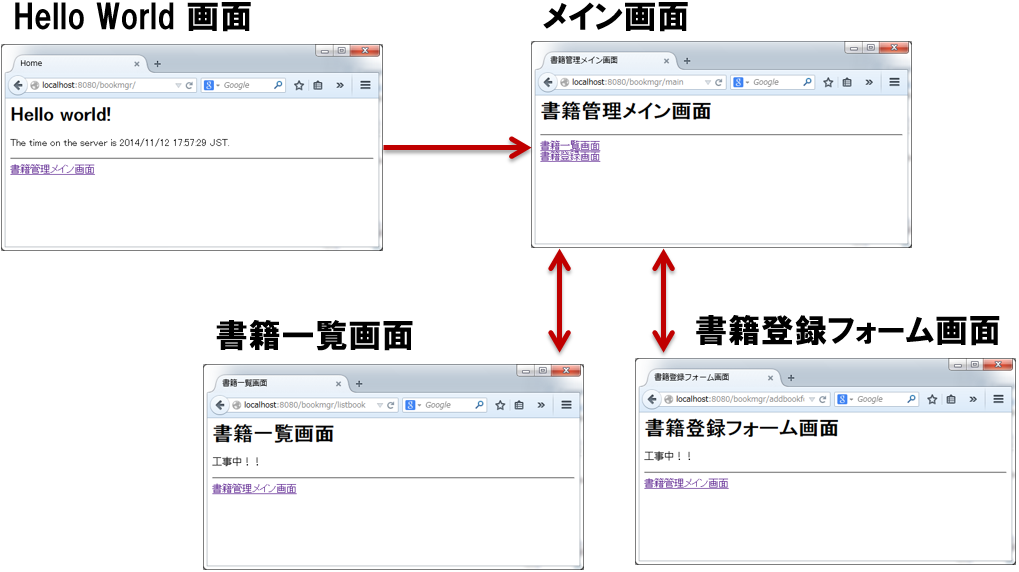 Hello World 画面
Home
localhost:8080/bookmgr/
Google
Hello world!
The time on the server is 2014/11/12 17:57:29 JST.
書籍管理メイン画面
メイン画面
書籍管理メイン画面
localhost:8080/bookmgr/main
Google
書籍管理メイン画面
書籍一覧画面
書籍登録画面
書籍一覧画面
書籍一覧画面
localhost:8080/bookmgr/listbook
Google
書籍一覧画面
工事中！！
書籍管理メイン画面
書籍登録フォーム画面
書籍登録フォーム画面
localhost:8080/bookmgr/addbookf
Google
書籍登録フォーム画面
工事中！！
書籍管理メイン画面